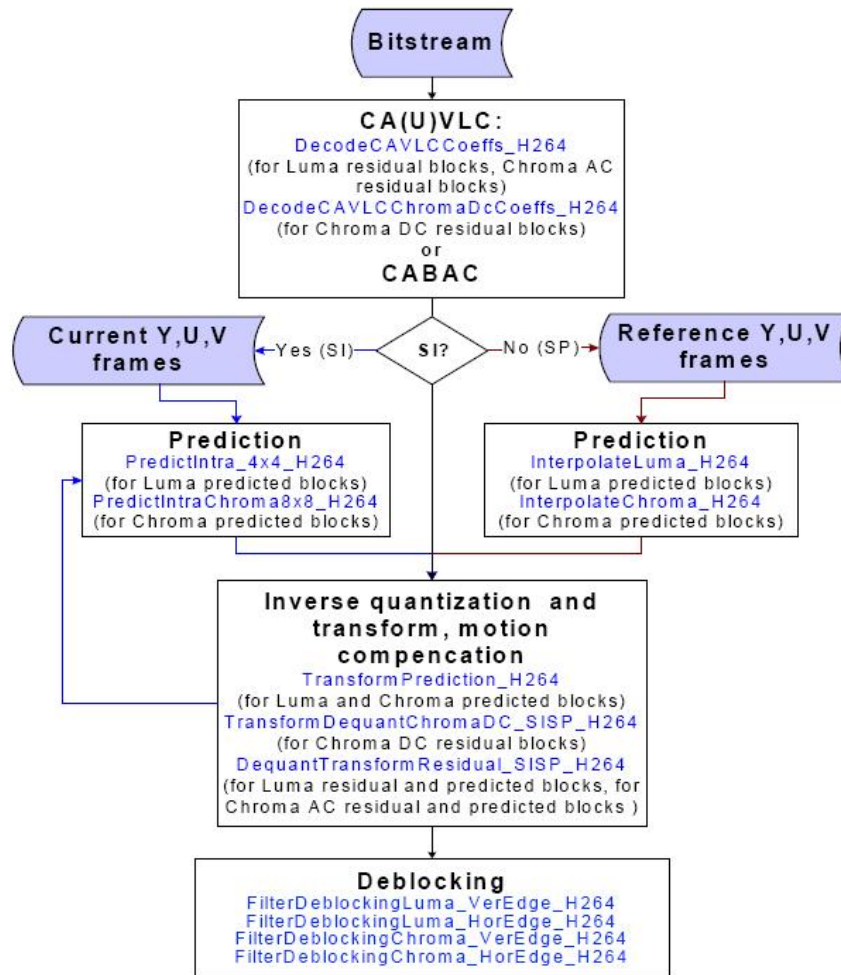 Bitstream
CA(U)VLC:
DecodeCAVLCCoeffs_H264
(for Luma residual blocks, Chroma AC
residual blocks)
DecodeCAVLCChromaDcCoeffs_H264
(for Chroma DC residual blocks)
or
CABAC
Current Y,U,V
frames
Yes (SI)
SI?
No (SP)
Reference Y,U,V
frames
Prediction
PredictIntra_4x4_H264
(for Luma predicted blocks)
PredictIntraChroma8x8_H264
(for Chroma predicted blocks)
Prediction
InterpolateLuma_H264
(for Luma predicted blocks)
InterpolateChroma_H264
(for Chroma predicted blocks)
Inverse quantization and
transform, motion
compencation
TransformPrediction_H264
(for Luma and Chroma predicted blocks)
TransformDequantChromaDC_SISP_H264
(for Chroma DC residual blocks)
DequantTransformResidual_SISP_H264
(for Luma residual and predicted blocks, for
Chroma AC residual and predicted blocks )
Deblocking
FilterDeblockingLuma_VerEdge_H264
FilterDeblockingLuma_HorEdge_H264
FilterDeblockingChroma_VerEdge_H264
FilterDeblockingChroma_HorEdge_H264